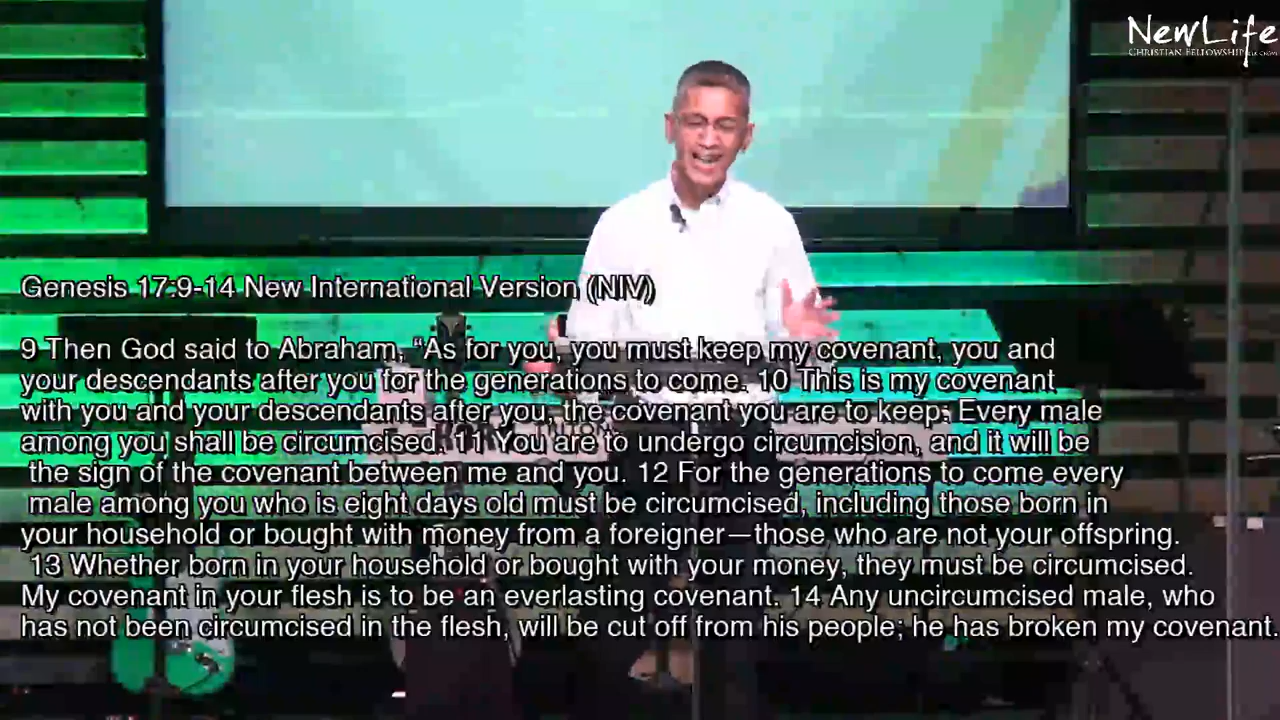 NewLife
CHRISTIAN FELLOWSHIP
Genesis 17:9-14 New International Version (NIV)
9 Then God said to Abraham, “As for you, you must keep my covenant, you and
your descendants after you for the generations to come. 10 This is my covenant
with you and your descendants after you, the covenant you are to keep: Every male
among you shall be circumcised. 11 You are to undergo circumcision, and it will be
the sign of the covenant between me and you. 12 For the generations to come every
male among you who is eight days old must be circumcised, including those born in
your household or bought with money from a foreigner—those who are not your offspring.
13 Whether born in your household or bought with your money, they must be circumcised.
My covenant in your flesh is to be an everlasting covenant. 14 Any uncircumcised male, who
has not been circumcised in the flesh, will be cut off from his people; he has broken my covenant.